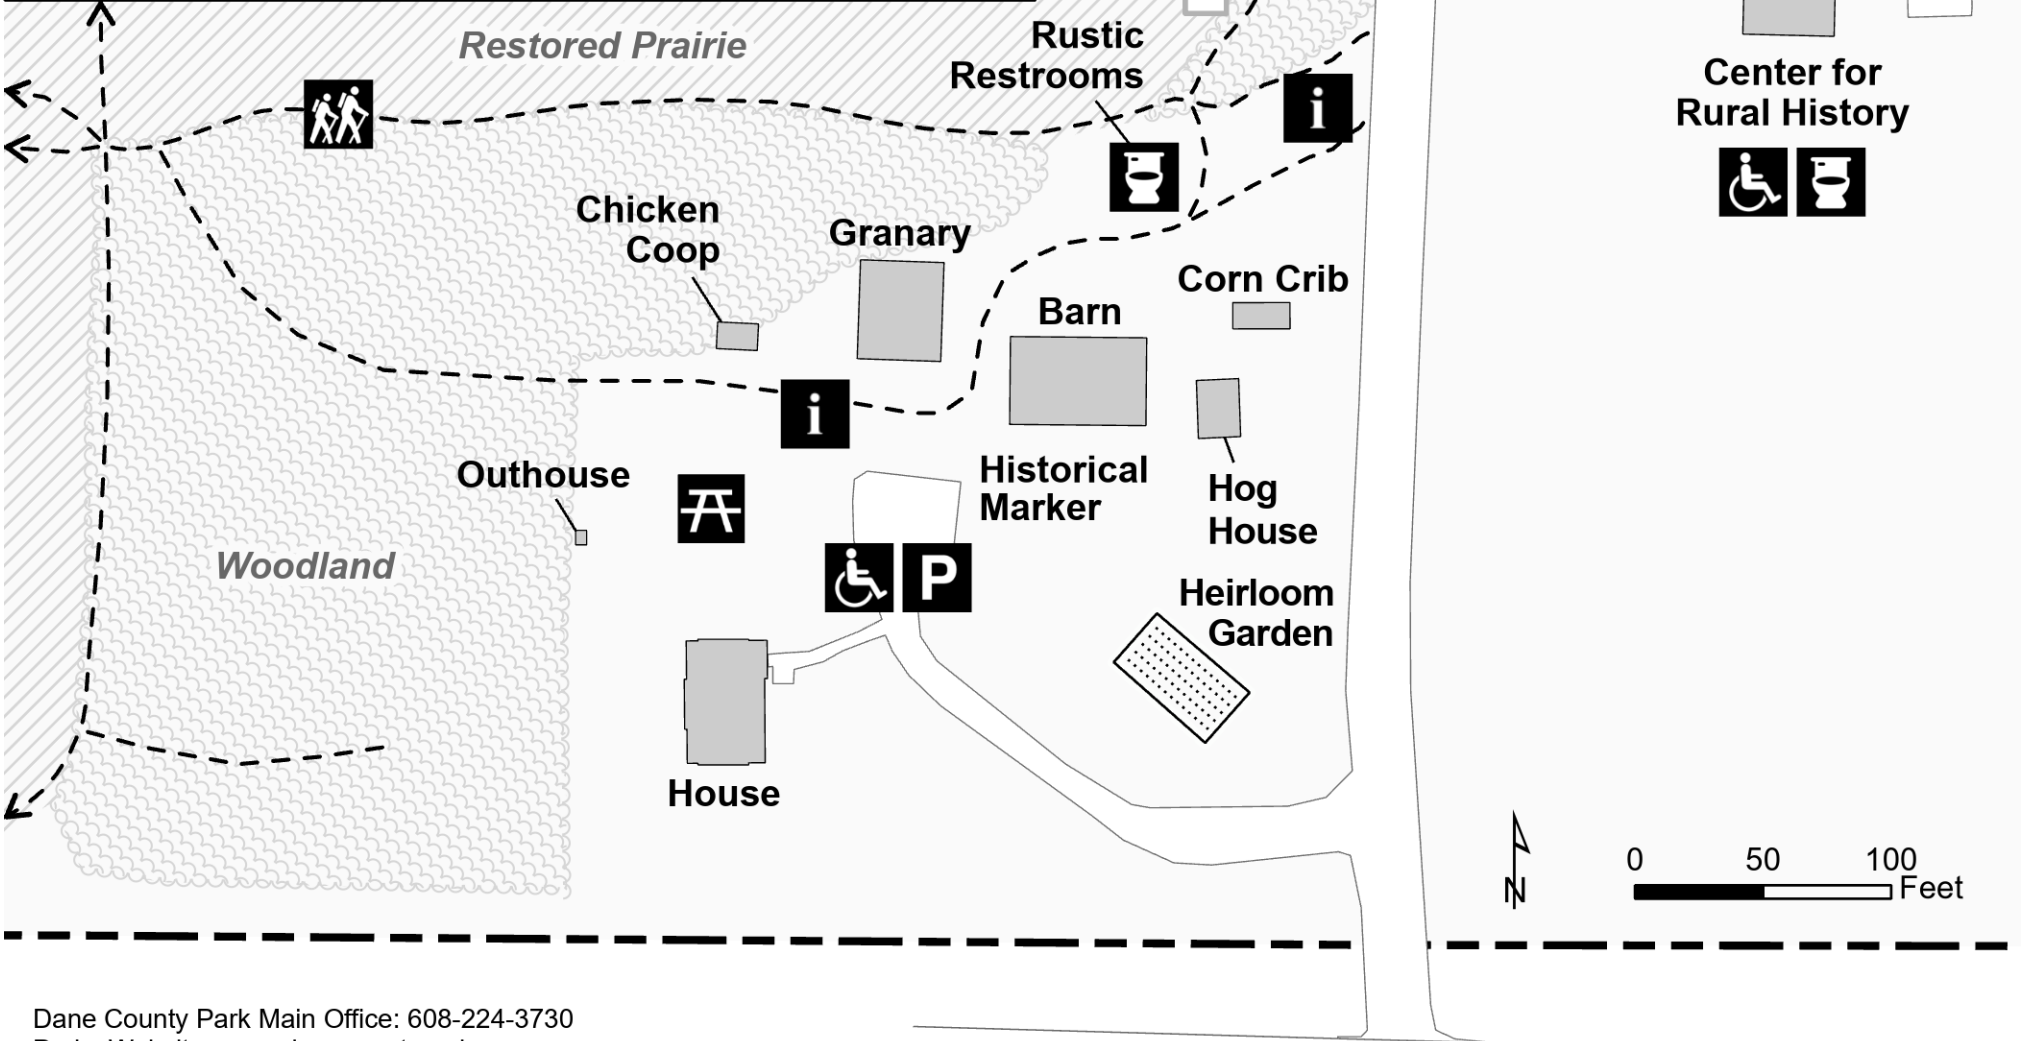 Restored Prairie
Rustic
Restrooms
i
Center for
Rural History
Chicken
Coop
Granary
Corn Crib
Barn
i
Outhouse
Historical
Marker
Hog
House
Woodland
P
Heirloom
Garden
House
N
0 50 100
Feet
Dane County Park Main Office: 608-224-3730